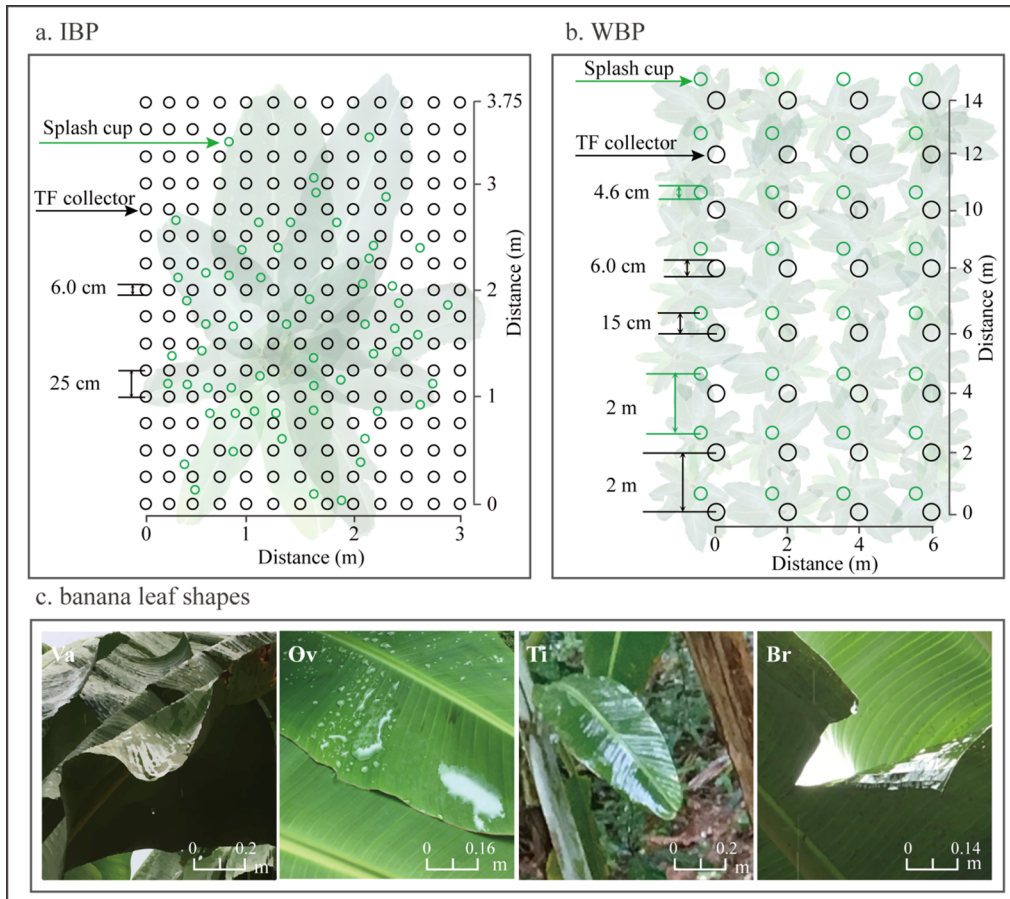 a. IBP
Splash cup
TF collector
6.0 cm
25 cm
3.75
3
2
1
0
Distance (m)
0 1 2 3
Distance (m)
b. WBP
Splash cup
TF collector
4.6 cm
6.0 cm
15 cm
2 m
2 m
14
12
10
8
6
4
2
0
Distance (m)
0 2 4 6
Distance (m)
c. banana leaf shapes
Va
0 0.2
m
Ov
0 0.16
m
Ti
0 0.2
m
Br
0 0.14
m